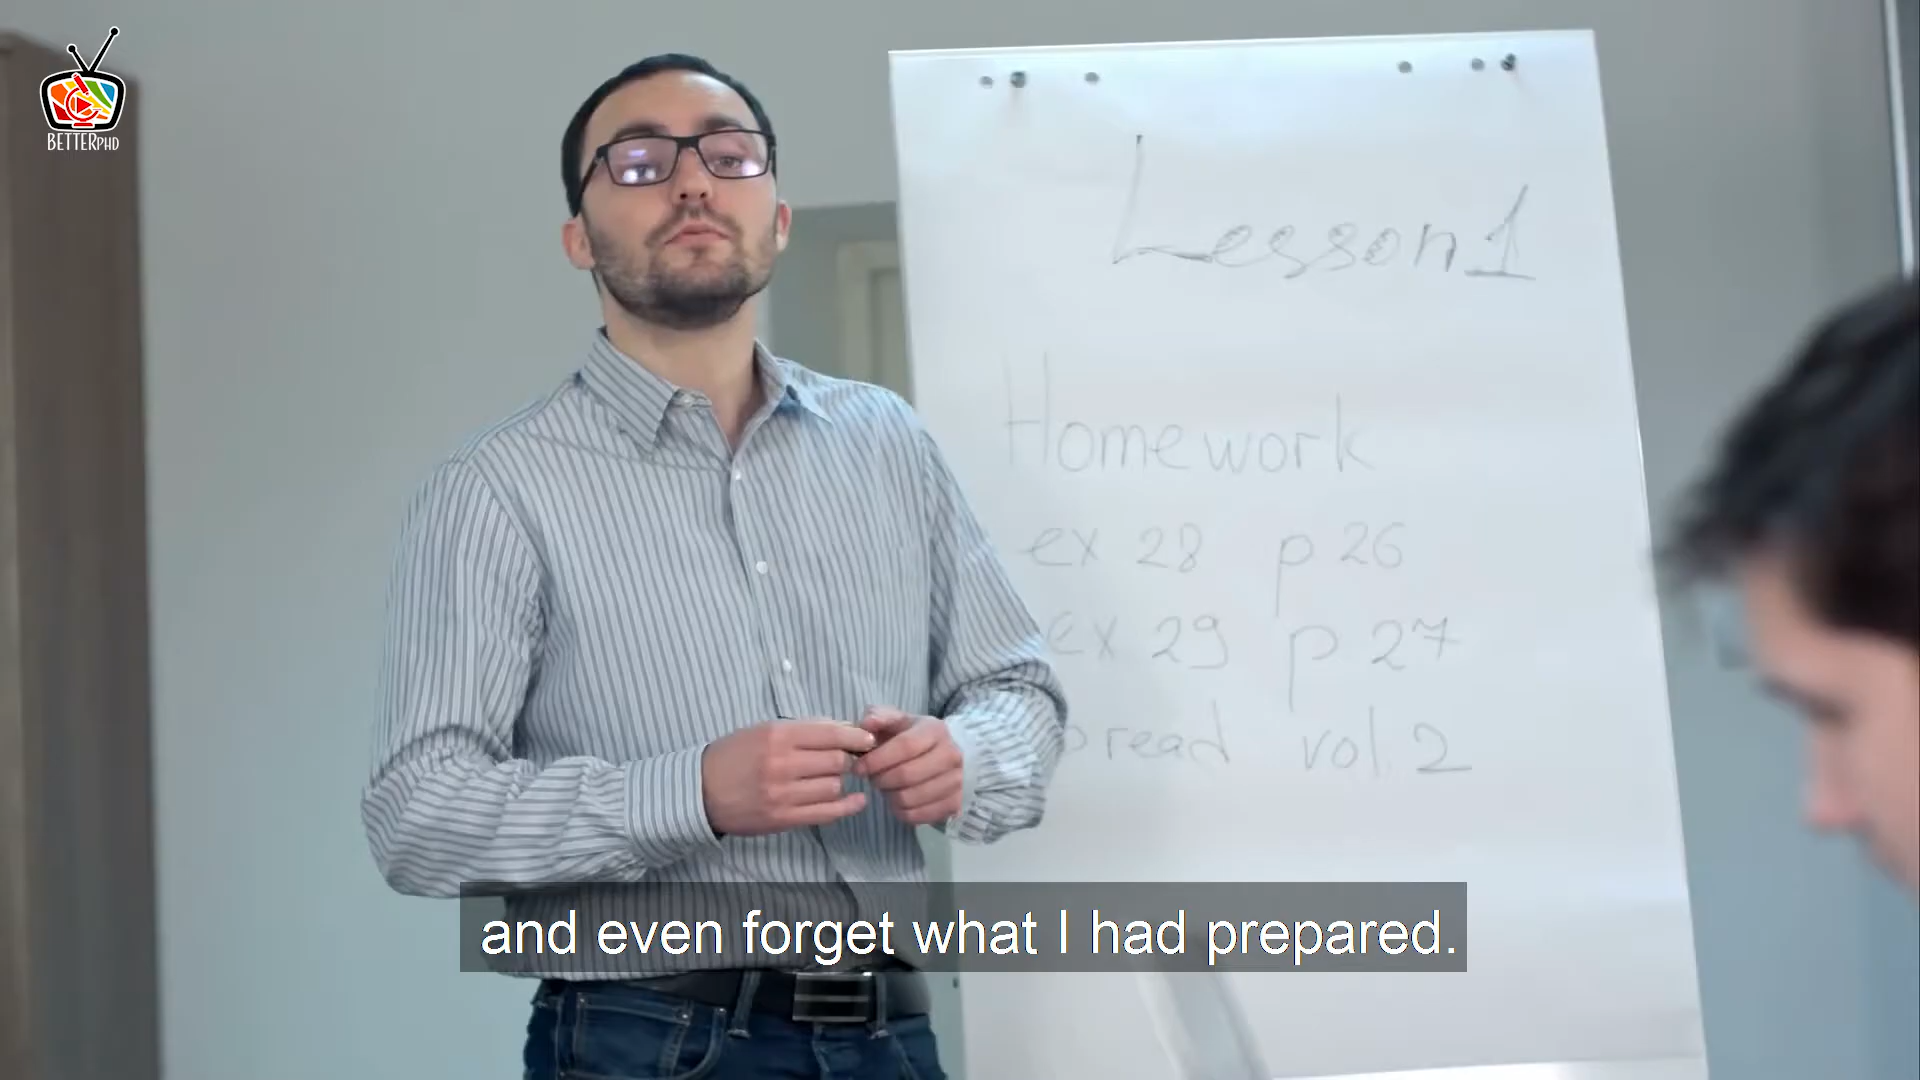 BETTERPHD
Lesson 1
Homework
ex 28 p 26
ex 29 p 27
read vol. 2
and even forget what I had prepared.